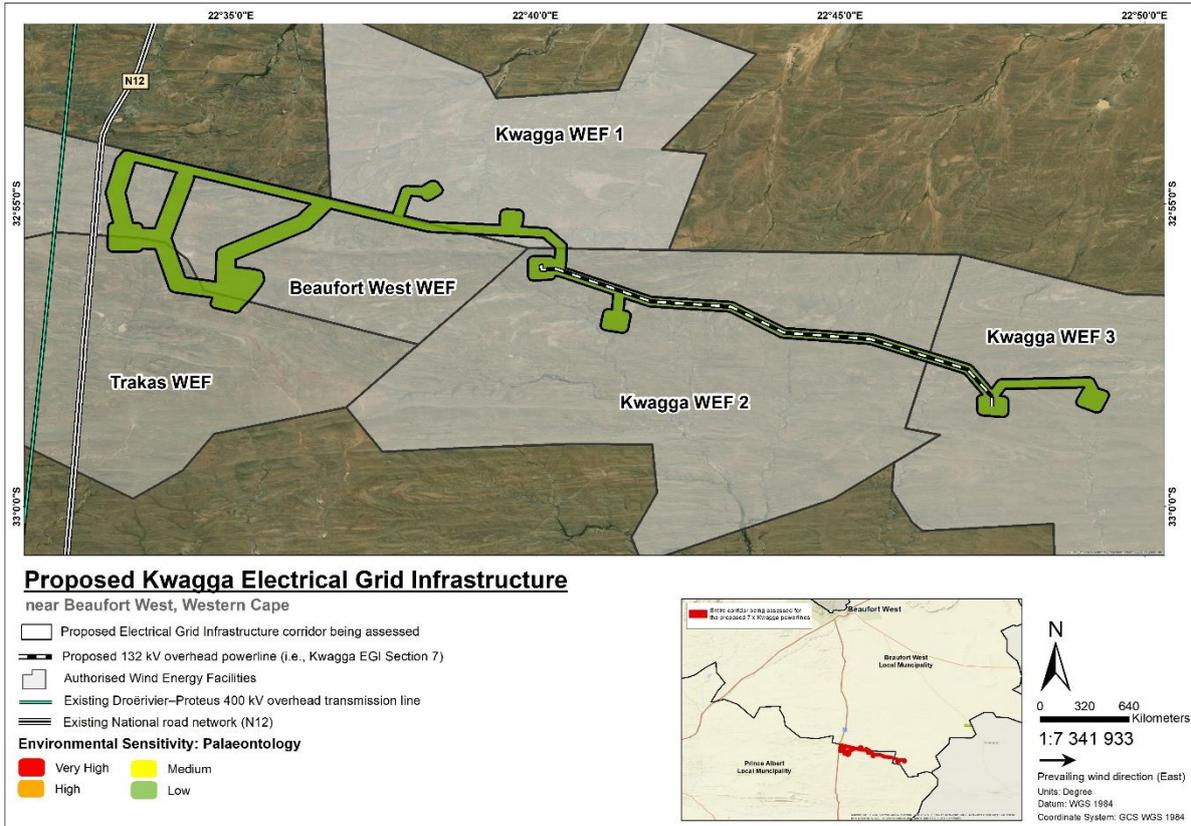 22°35'0"E
22°40'0"E
22°45'0"E
22°50'0"E
N12
Kwagga WEF 1
32°55'0"S
32°55'0"S
Beaufort West WEF
Kwagga WEF 3
Trakas WEF
Kwagga WEF 2
33°0'0"S
33°0'0"S
Proposed Kwagga Electrical Grid Infrastructure
near Beaufort West, Western Cape
Proposed Electrical Grid Infrastructure corridor being assessed
Proposed 132 kV overhead powerline (i.e., Kwagga EGI Section 7)
Authorised Wind Energy Facilities
Existing Droërivier–Proteus 400 kV overhead transmission line
Existing National road network (N12)
Environmental Sensitivity: Palaeontology
Very High
Medium
High
Low
Entire corridor being assessed for
the proposed 7 x Kwagga powerlines
Beaufort West
Beaufort West
Local Municipality
Prince Albert
Local Municipality
N
0 320 640
Kilometers
1:7 341 933
Prevailing wind direction (East)
Units: Degree
Datum: WGS 1984
Coordinate System: GCS WGS 1984